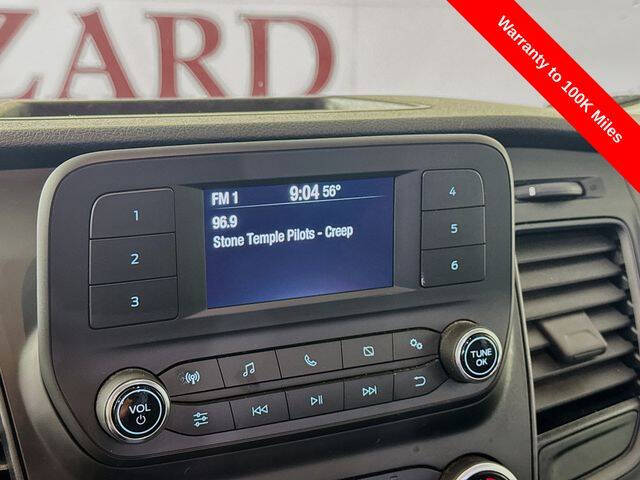 ZARD
Warranty to 100K Miles
FM 1 9:04 56°
96.9
Stone Temple Pilots - Creep
1
2
3
4
5
6
VOL
TUNE
OK